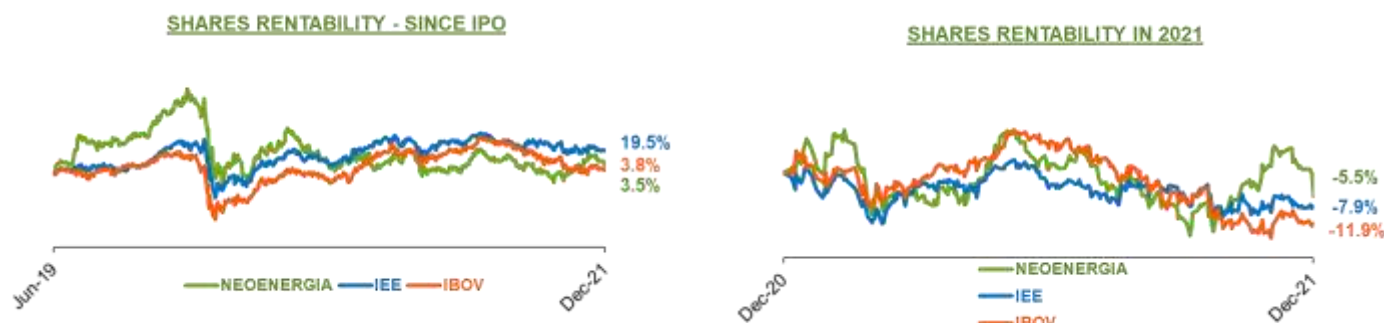 SHARES RENTABILITY - SINCE IPO
19.5%
3.8%
3.5%
Jun-19
Dec-21
NEOENERGIA IEE IBOV
SHARES RENTABILITY IN 2021
-5.5%
-7.9%
-11.9%
Dec-20
Dec-21
NEOENERGIA
IEE
IBOV